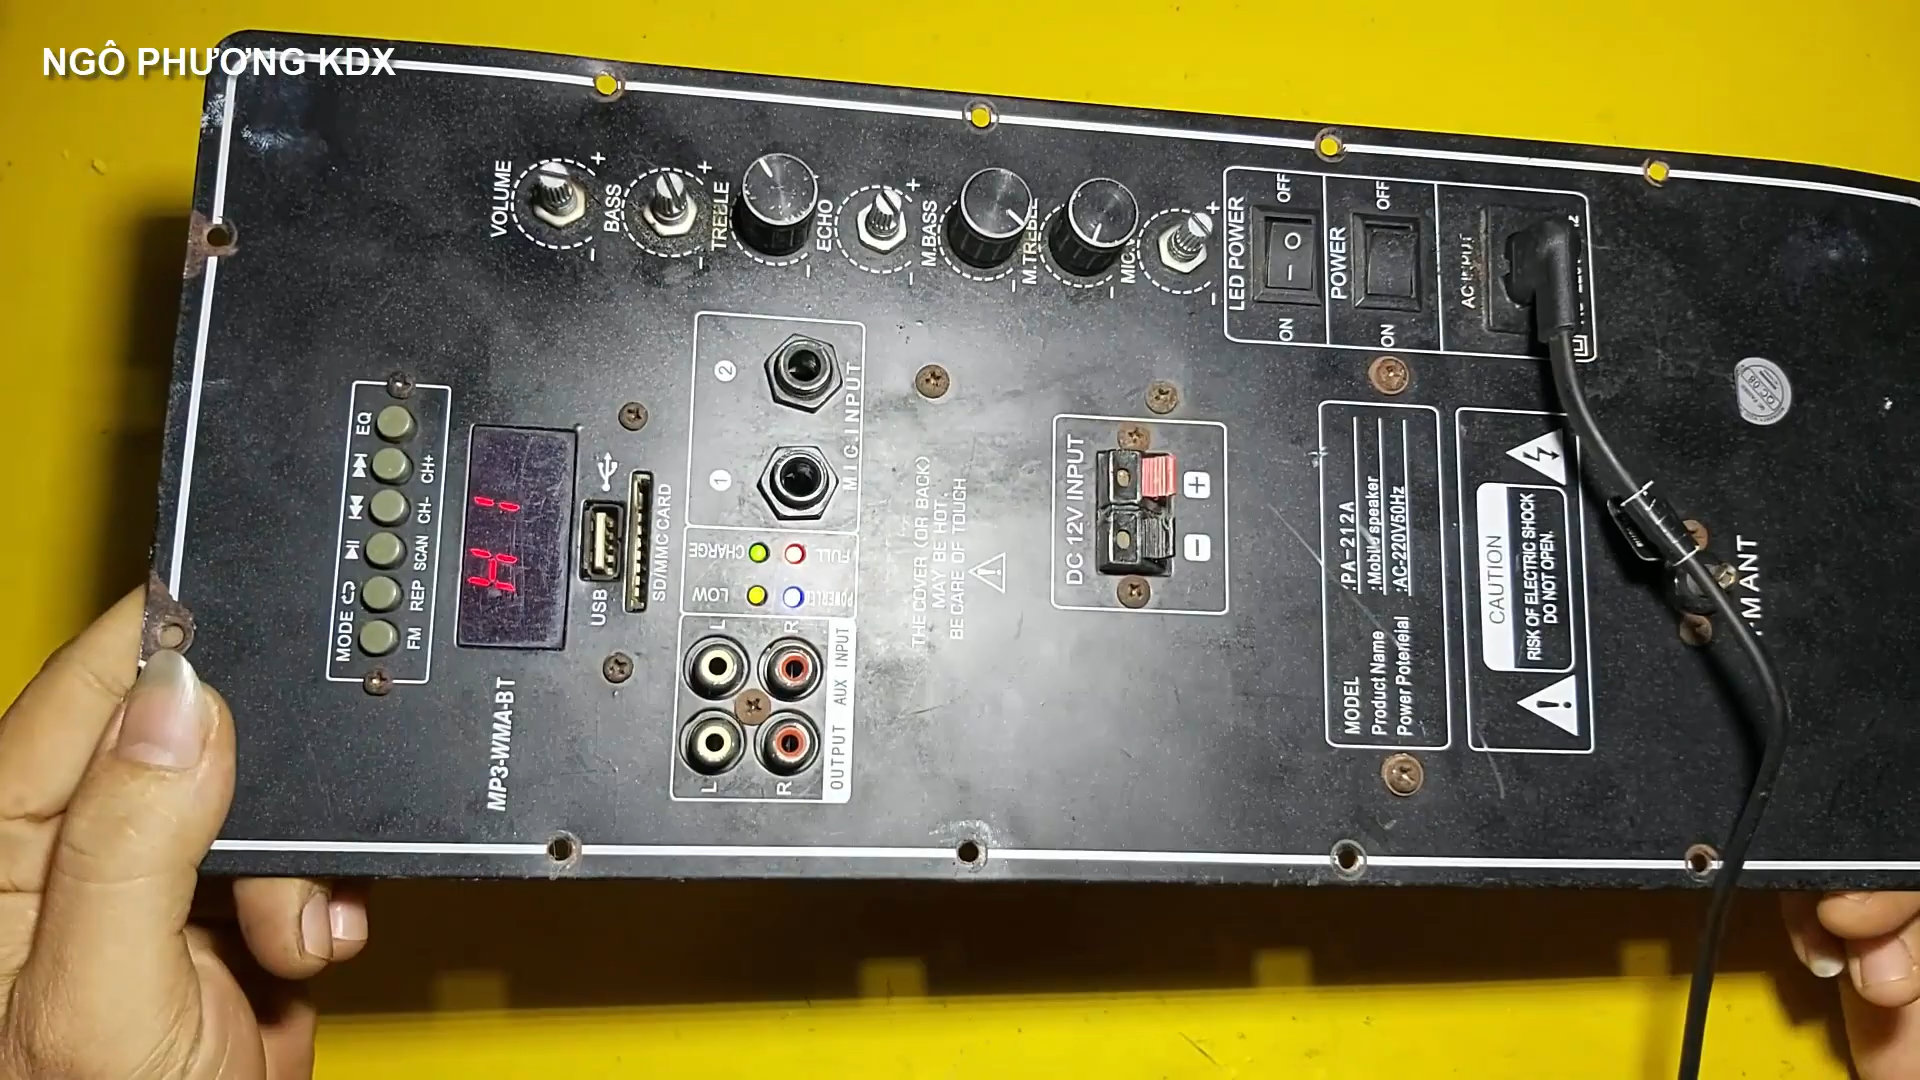 NGÔ PHƯƠNG KDX
VOLUME
+
-
BASS
+
-
TREBLE
-
ECHO
+
-
M.BASS
-
M.TREBLE
-
MIC.
+
-
LED POWER
OFF
ON
POWER
OFF
ON
AC INPUT
MODE
EQ
FM REP SCAN CH- CH+
MP3-WMA-BT
USB
SD/MMC CARD
1
2
MIC.INPUT
CHARGE
FULL
LOW
L
R
L
R
AUX INPUT
OUTPUT
THE COVER (OR BACK)
MAY BE HOT.
BE CARE OF TOUCH
DC 12V INPUT
+
-
MODEL :PA-212A
Product Name :Mobile speaker
Power Poteneial :AC-220V50Hz
CAUTION
RISK OF ELECTRIC SHOCK
DO NOT OPEN.